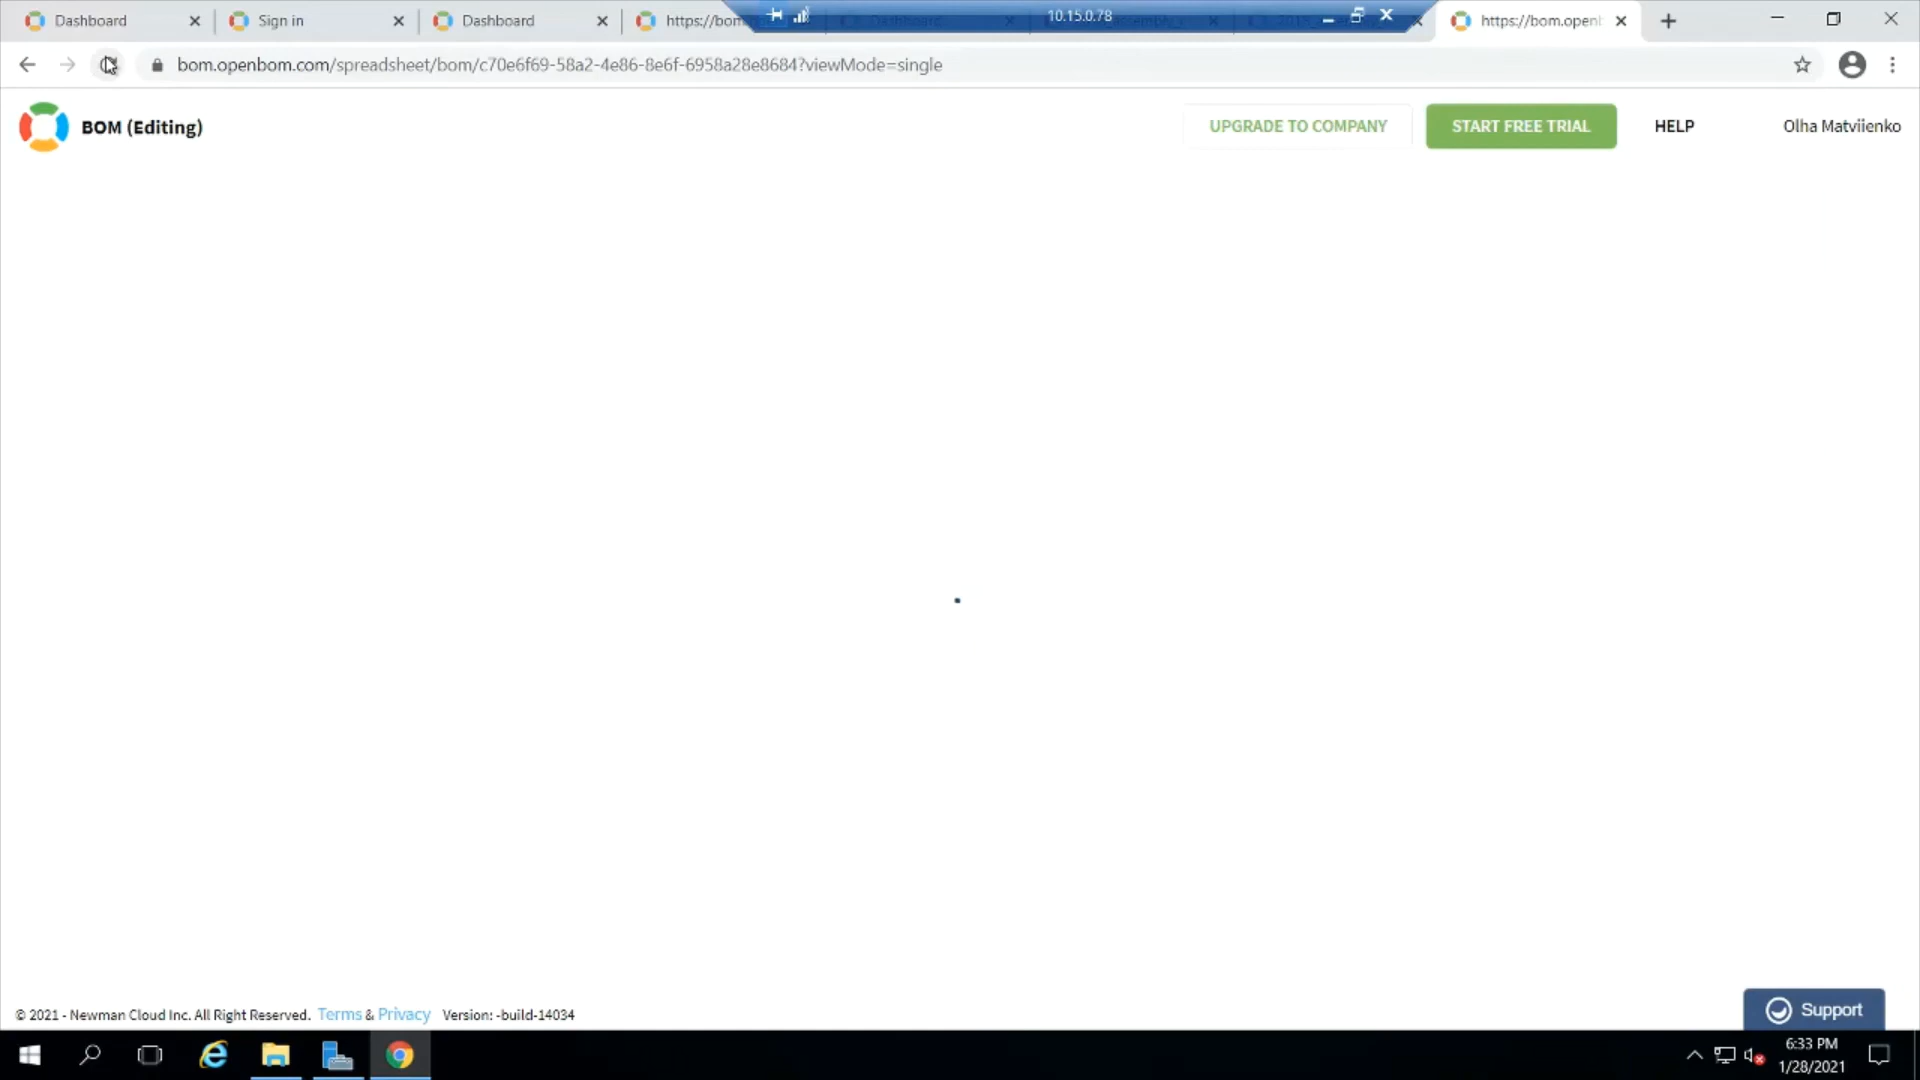 Dashboard
Sign in
Dashboard
https://bom
10.15.0.78
https://bom.openb
bom.openbom.com/spreadsheet/bom/c70e6f69-58a2-4e86-8e6f-6958a28e8684?viewMode=single
BOM (Editing)
UPGRADE TO COMPANY
START FREE TRIAL
HELP
Olha Matviienko
© 2021 - Newman Cloud Inc. All Right Reserved. Terms & Privacy Version: -build-14034
Support
6:33 PM
1/28/2021